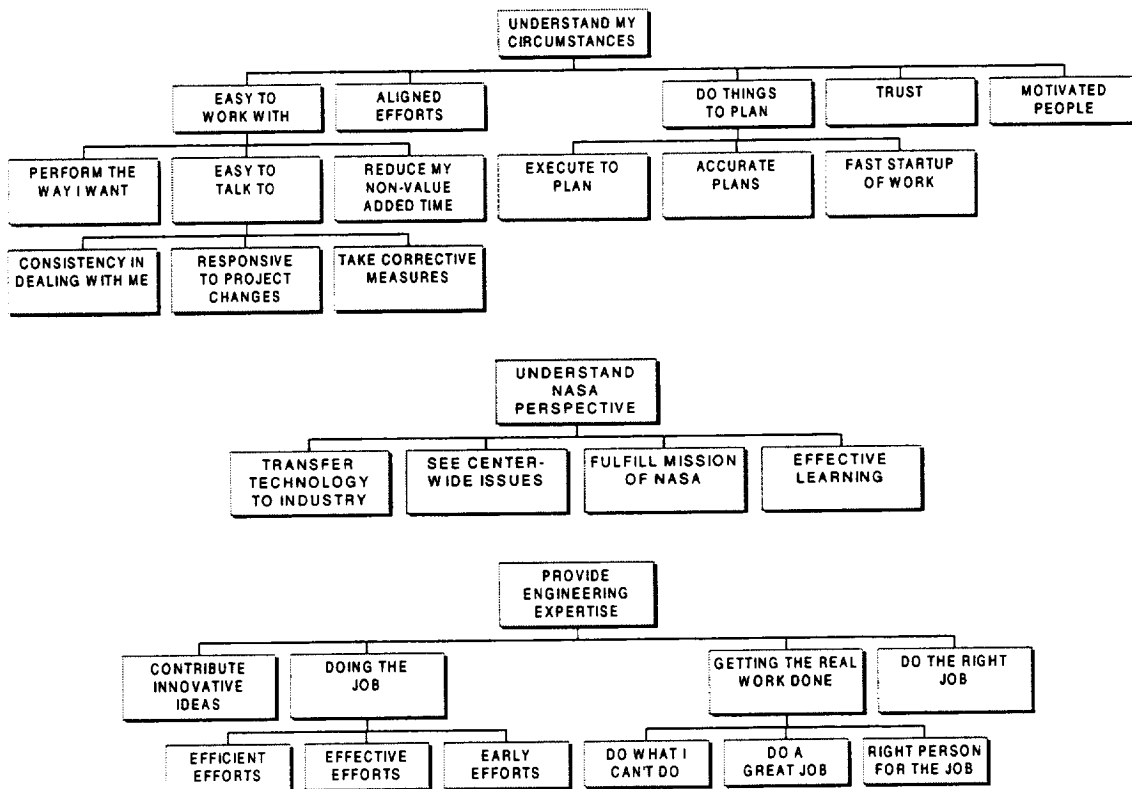 UNDERSTAND MY
CIRCUMSTANCES
EASY TO
WORK WITH
ALIGNED
EFFORTS
DO THINGS
TO PLAN
TRUST
MOTIVATED
PEOPLE
PERFORM THE
WAY I WANT
EASY TO
TALK TO
REDUCE MY
NON-VALUE
ADDED TIME
EXECUTE TO
PLAN
ACCURATE
PLANS
FAST STARTUP
OF WORK
CONSISTENCY IN
DEALING WITH ME
RESPONSIVE
TO PROJECT
CHANGES
TAKE CORRECTIVE
MEASURES
UNDERSTAND
NASA
PERSPECTIVE
TRANSFER
TECHNOLOGY
TO INDUSTRY
SEE CENTER-
WIDE ISSUES
FULFILL MISSION
OF NASA
EFFECTIVE
LEARNING
PROVIDE
ENGINEERING
EXPERTISE
CONTRIBUTE
INNOVATIVE
IDEAS
DOING THE
JOB
GETTING THE REAL
WORK DONE
DO THE RIGHT
JOB
EFFICIENT
EFFORTS
EFFECTIVE
EFFORTS
EARLY
EFFORTS
DO WHAT I
CAN'T DO
DO A
GREAT JOB
RIGHT PERSON
FOR THE JOB